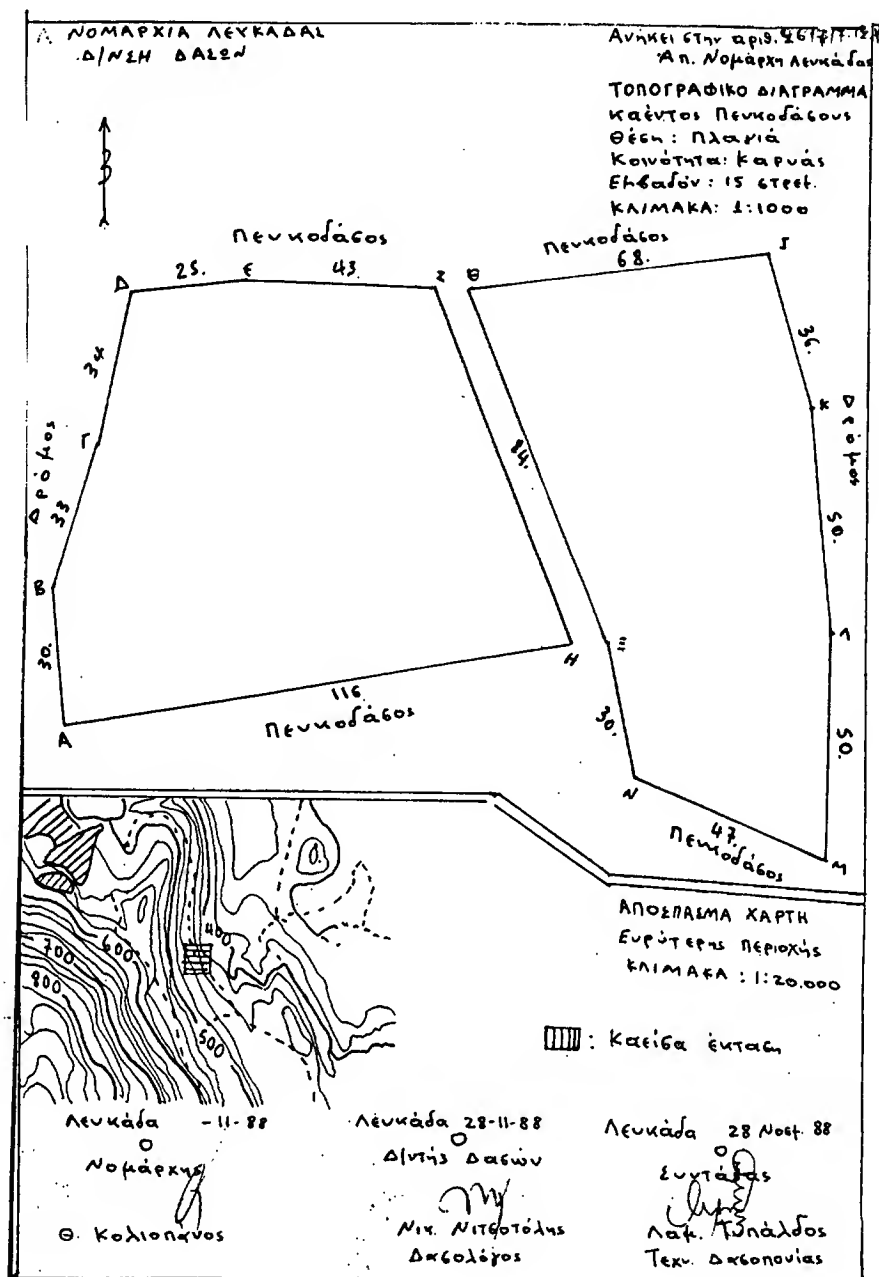 ΝΟΜΑΡΧΙΑ ΛΕΥΚΑΔΑΣ
Δ/ΝΣΗ ΔΑΣΩΝ
Ανήκει στην αριθ.
Απ. Νομάρχη Λευκάδας
ΤΟΠΟΓΡΑΦΙΚΟ ΔΙΑΓΡΑΜΜΑ
καέντος Πευκοδάσους
Θέση: Πλαγιά
Κοινότητα: Καρυάς
Εμβαδόν: 15 στρεμ.
ΚΛΙΜΑΚΑ: 1:1000
Πευκοδάσος
Πευκοδάσος
Δ 25. Ε 43. Ζ Θ 68. Ι
34
36.
Γ
Κ
Δρόμος
Δρόμος
33
84.
50.
Β
Λ
30.
Η
Ξ
116
Πευκοδάσος
30.
50.
Α
Ν
47.
Πευκοδάσος
Μ
ΑΠΟΣΠΑΣΜΑ ΧΑΡΤΗ
Ευρύτερης περιοχής
ΚΛΙΜΑΚΑ: 1:20.000
400
600
700
800
500
: Καείσα έκταση
Λευκάδα -11-88
Ο
Νομάρχης
Θ. Κολιοπάνος
Λευκάδα 28-11-88
Ο
Δ/ντής Δασών
Νικ. Νιτσοτόλης
Δασολόγος
Λευκάδα 28 Νοεμ. 88
Ο
Συντάξας
Λαμ. Τυπάλδος
Τεχν. Δασοπονίας